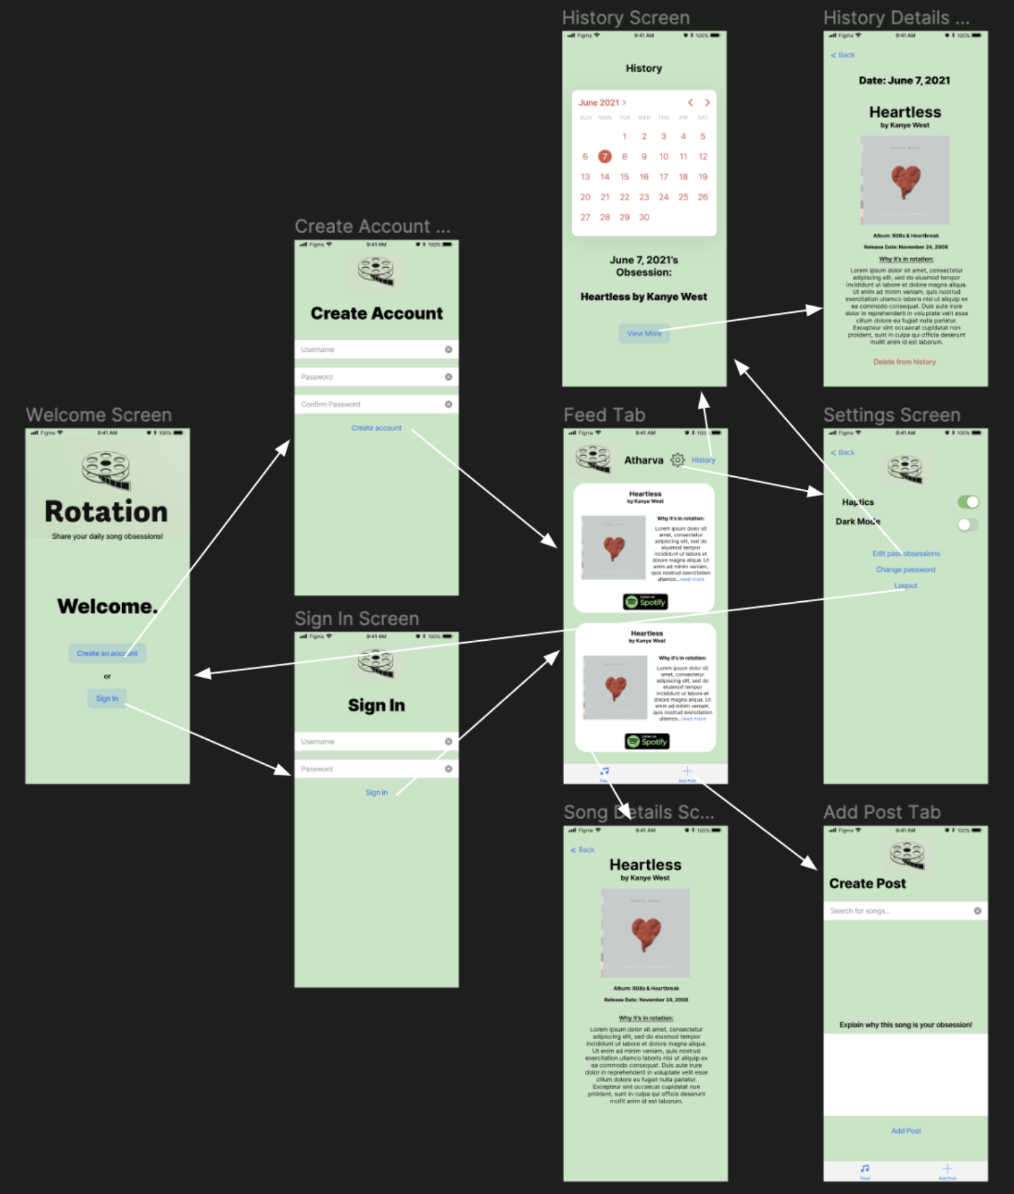 History Screen
Figma 9:41 AM 100%
History
June 2021 >
< >
SUN MON TUE WED THU FRI SAT
1 2 3 4 5
6 7 8 9 10 11 12
13 14 15 16 17 18 19
20 21 22 23 24 25 26
27 28 29 30
June 7, 2021's
Obsession:
Heartless by Kanye West
View More
History Details ...
Figma 9:41 AM 100%
< Back
Date: June 7, 2021
Heartless
by Kanye West
Album: 808s & Heartbreak
Release Date: November 24, 2008
Why it's in rotation:
Lorem ipsum dolor sit amet, consectetur
adipiscing elit, sed do eiusmod tempor
incididunt ut labore et dolore magna aliqua.
Ut enim ad minim veniam, quis nostrud
exercitation ullamco laboris nisi ut aliquip ex
ea commodo consequat. Duis aute irure
dolor in reprehenderit in voluptate velit esse
cillum dolore eu fugiat nulla pariatur.
Excepteur sint occaecat cupidatat non
proident, sunt in culpa qui officia deserunt
mollit anim id est laborum.
Delete from history
Create Account ...
Figma 9:41 AM 100%
Create Account
Username
Password
Confirm Password
Create account
Welcome Screen
Figma 9:41 AM 100%
Rotation
Share your daily song obsessions!
Welcome.
Create an account
or
Sign In
Sign In Screen
Figma 9:41 AM 100%
Sign In
Username
Password
Sign in
Feed Tab
Figma 9:41 AM 100%
Atharva
History
Heartless
by Kanye West
Why it's in rotation:
Lorem ipsum dolor sit
amet, consectetur
adipiscing elit, sed do
eiusmod tempor
incididunt ut labore et
dolore magna aliqua. Ut
enim ad minim veniam,
quis nostrud exercitation
ullamco...read more
LISTEN ON
Spotify
Heartless
by Kanye West
Why it's in rotation:
Lorem ipsum dolor sit
amet, consectetur
adipiscing elit, sed do
eiusmod tempor
incididunt ut labore et
dolore magna aliqua. Ut
enim ad minim veniam,
quis nostrud exercitation
ullamco...read more
LISTEN ON
Spotify
Add Post
Settings Screen
Figma 9:41 AM 100%
< Back
Haptics
Dark Mode
Edit past obsessions
Change password
Logout
Song Details Sc...
Figma 9:41 AM 100%
< Back
Heartless
by Kanye West
Album: 808s & Heartbreak
Release Date: November 24, 2008
Why it's in rotation:
Lorem ipsum dolor sit amet, consectetur
adipiscing elit, sed do eiusmod tempor
incididunt ut labore et dolore magna aliqua.
Ut enim ad minim veniam, quis nostrud
exercitation ullamco laboris nisi ut aliquip ex
ea commodo consequat. Duis aute irure
dolor in reprehenderit in voluptate velit esse
cillum dolore eu fugiat nulla pariatur.
Excepteur sint occaecat cupidatat non
proident, sunt in culpa qui officia deserunt
mollit anim id est laborum.
Add Post Tab
Figma 9:41 AM 100%
Create Post
Search for songs...
Explain why this song is your obsession!
Add Post
Feed
Add Post